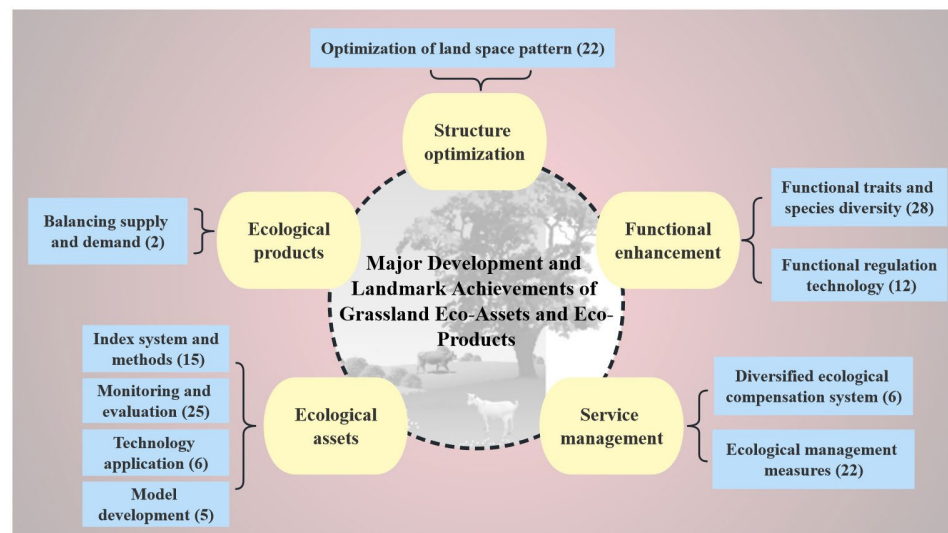 Optimization of land space pattern (22)
Structure
optimization
Balancing supply
and demand (2)
Ecological
products
Functional
enhancement
Functional traits and
species diversity (28)
Functional regulation
technology (12)
Major Development and
Landmark Achievements of
Grassland Eco-Assets and Eco-
Products
Index system and
methods (15)
Monitoring and
evaluation (25)
Technology
application (6)
Model
development (5)
Ecological
assets
Service
management
Diversified ecological
compensation system (6)
Ecological management
measures (22)